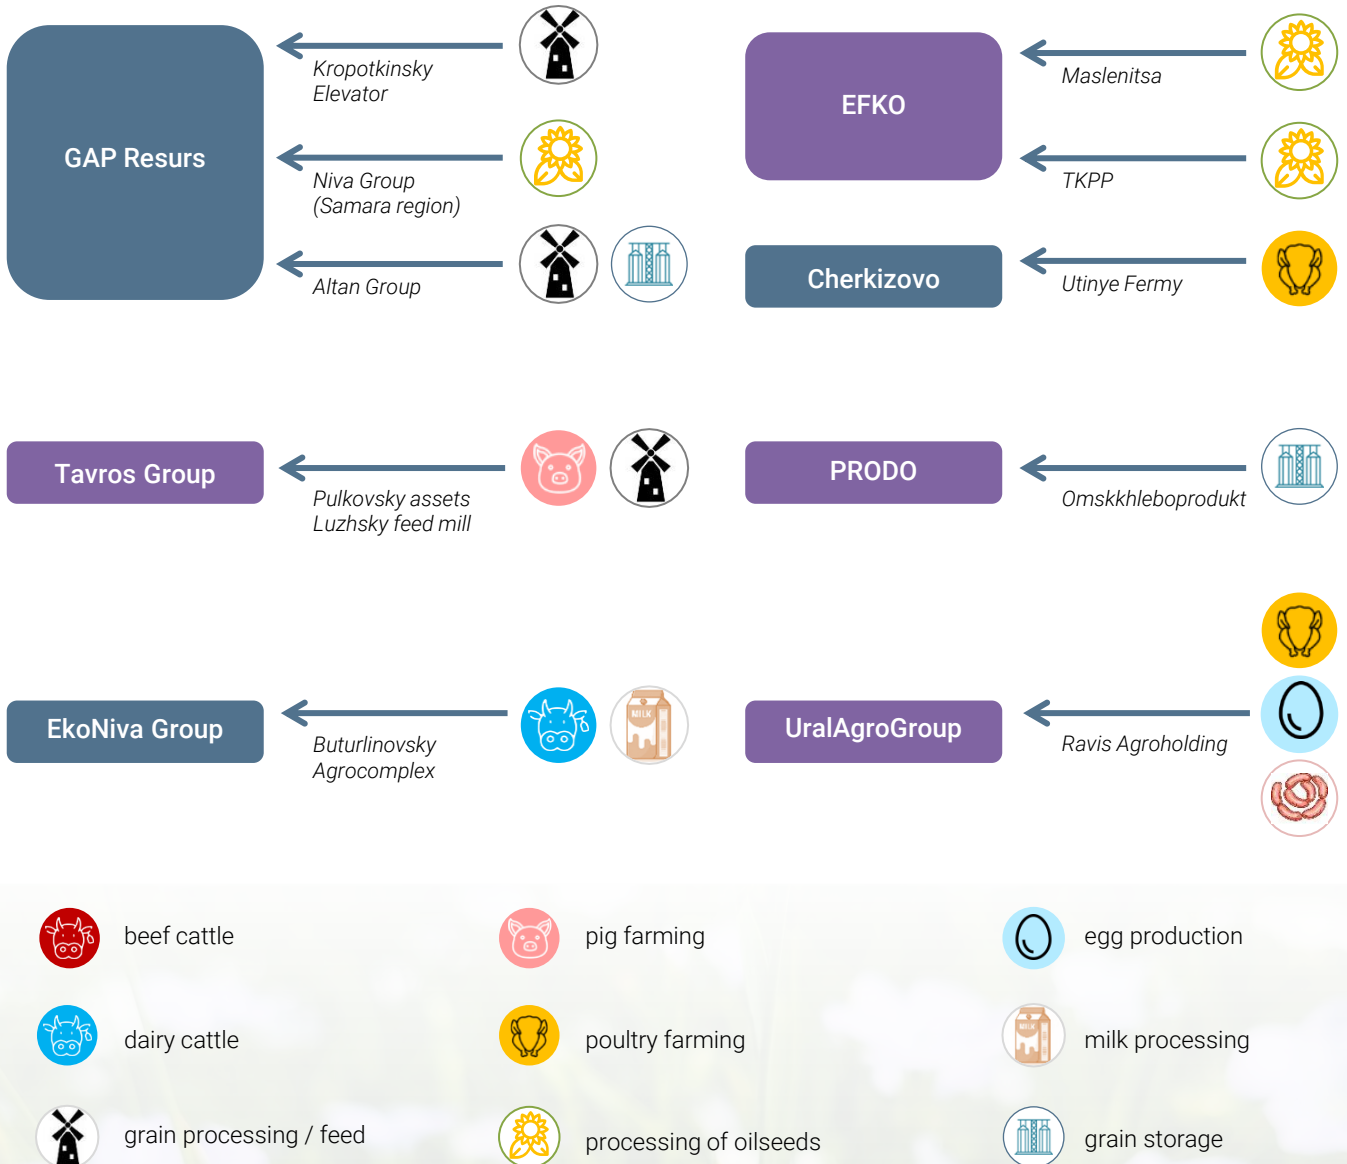 GAP Resurs
Kropotkinsky
Elevator
Niva Group
(Samara region)
Altan Group
EFKO
Maslenitsa
TKPP
Cherkizovo
Utinye Fermy
Tavros Group
Pulkovsky assets
Luzhsky feed mill
PRODO
Omskkhleboprodukt
EkoNiva Group
Buturlinovsky
Agrocomplex
MILK
UralAgroGroup
Ravis Agroholding
beef cattle
pig farming
egg production
dairy cattle
poultry farming
MILK
milk processing
grain processing / feed
processing of oilseeds
grain storage